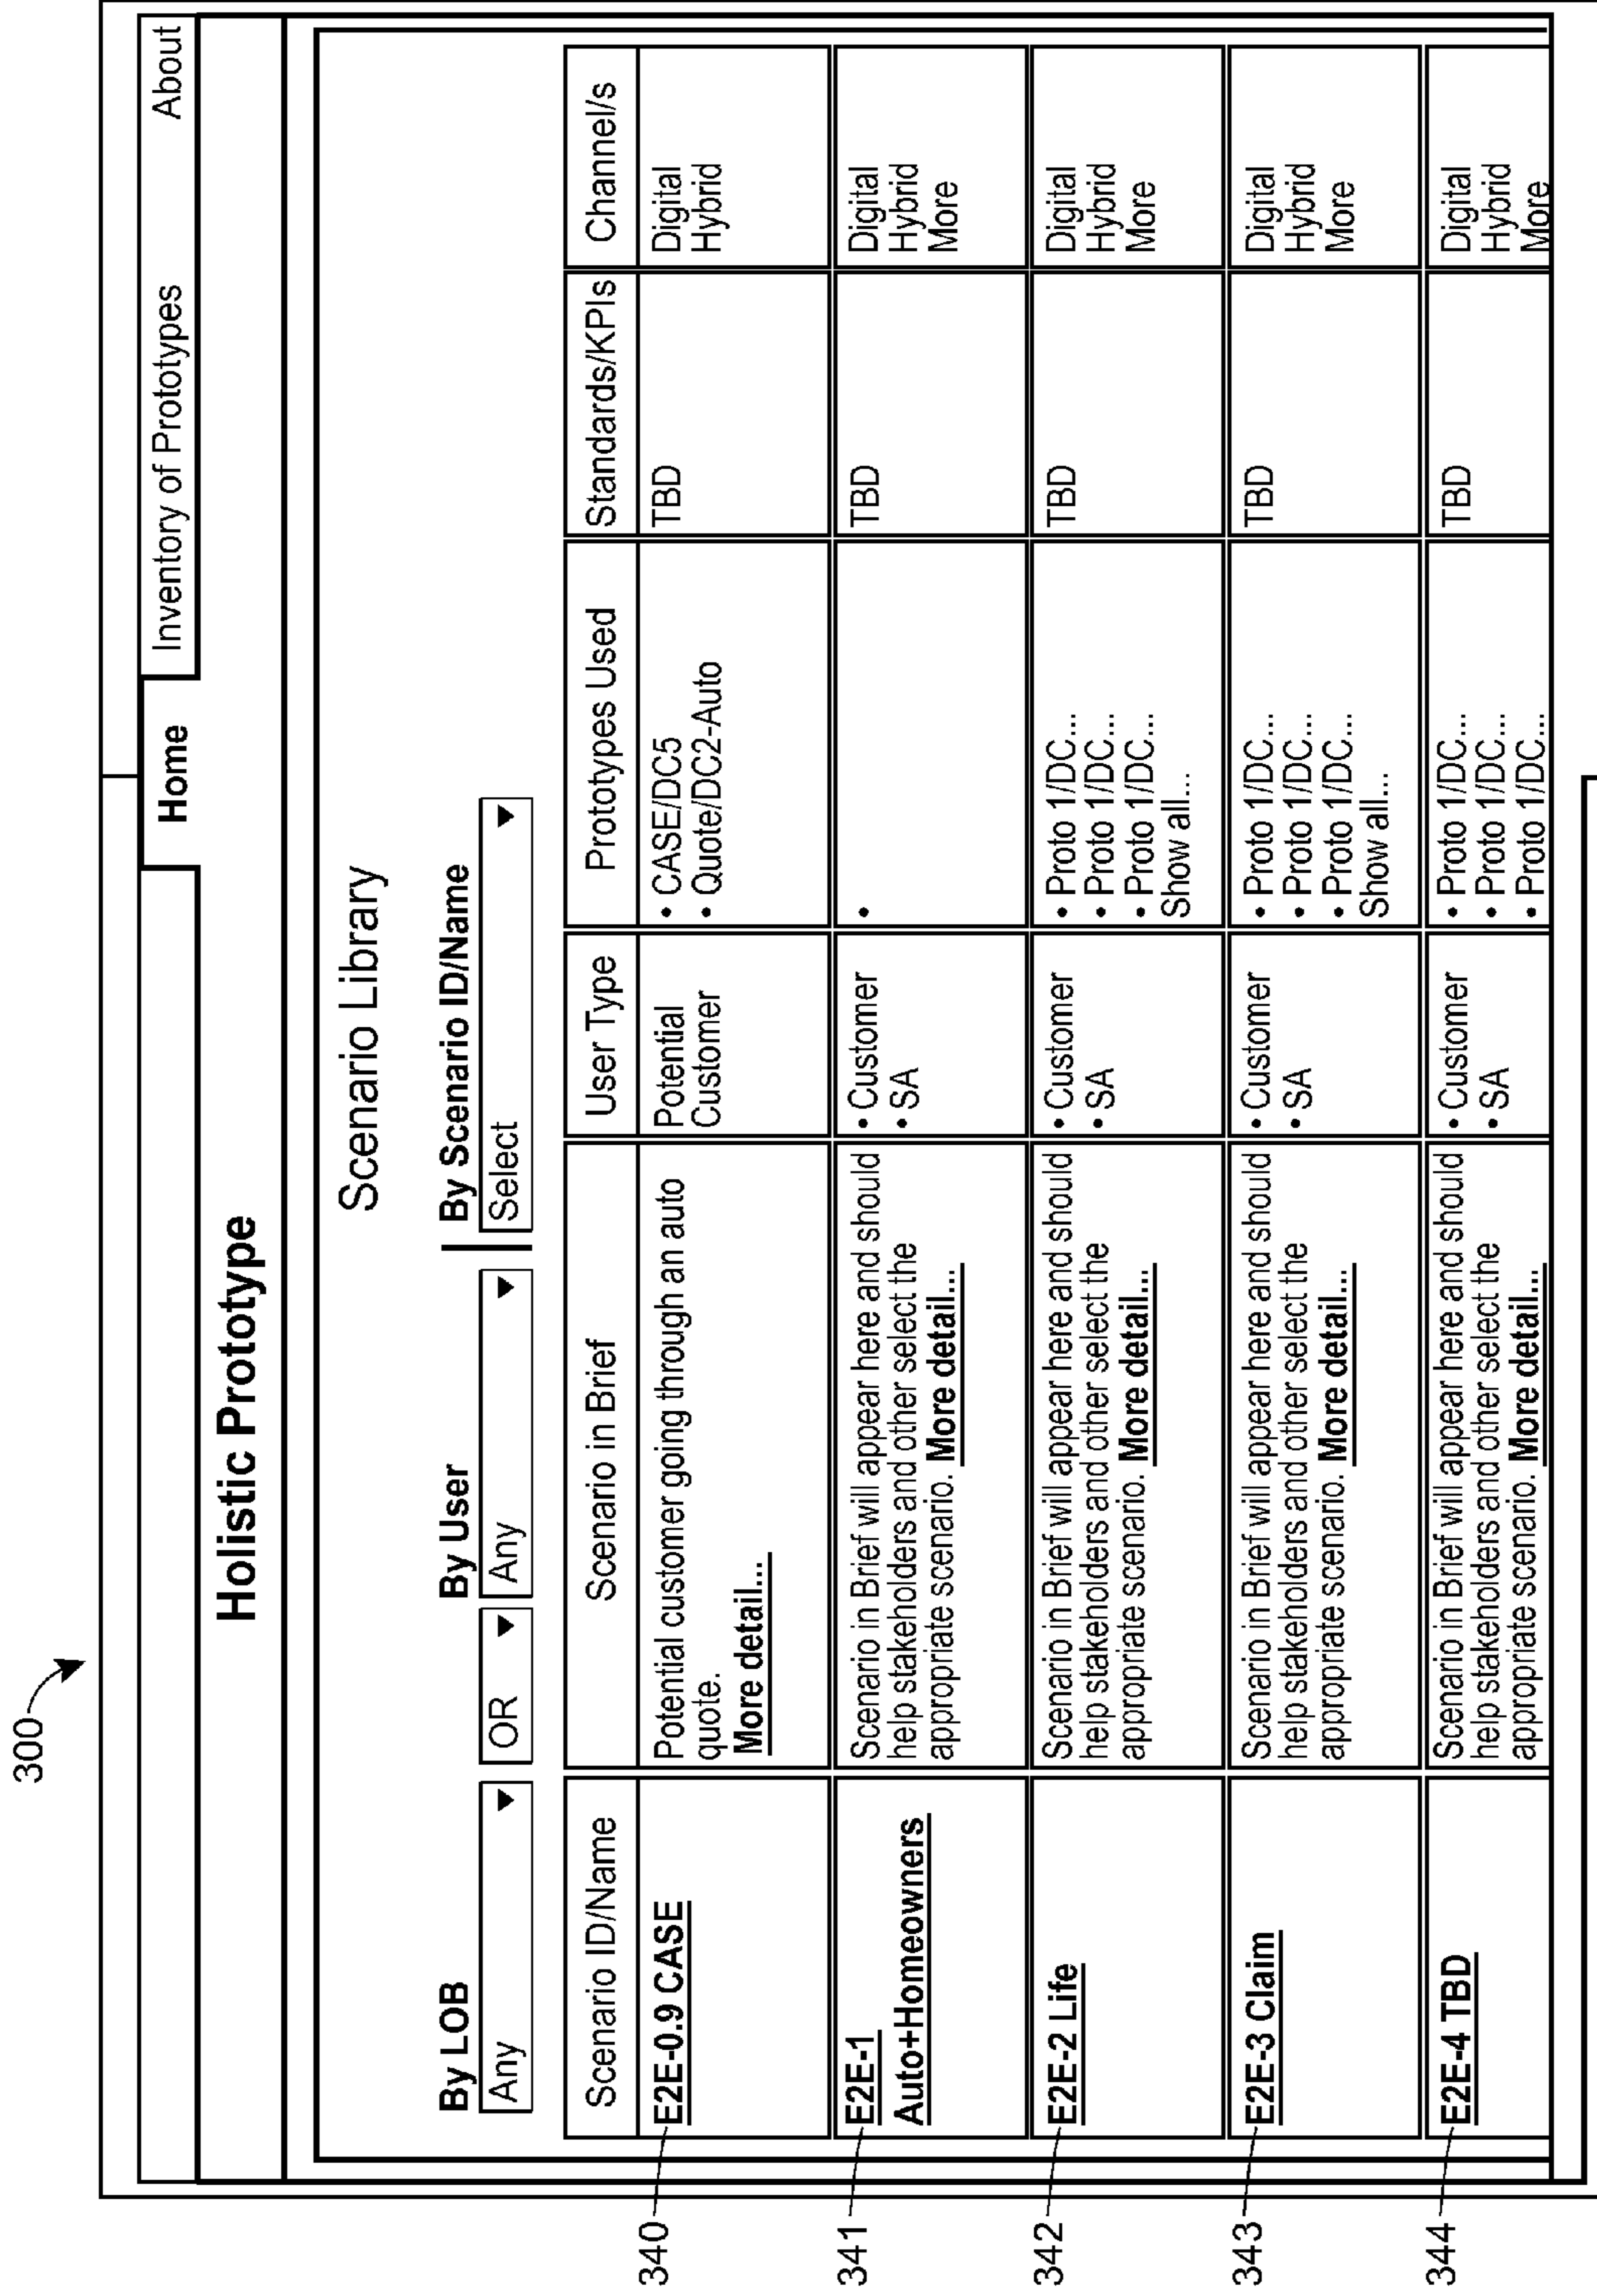 300
Home
Inventory of Prototypes
About
Holistic Prototype
Scenario Library
By LOB
By User
By Scenario ID/Name
Any
OR
Any
Select
Scenario ID/Name
Scenario in Brief
User Type
Prototypes Used
Standards/KPIs
Channel/s
340
E2E-0.9 CASE
Potential customer going through an auto
quote.
More detail...
Potential
Customer
• CASE/DC5
• Quote/DC2-Auto
TBD
Digital
Hybrid
341
E2E-1
Auto+Homeowners
Scenario in Brief will appear here and should
help stakeholders and other select the
appropriate scenario. More detail...
• Customer
• SA
•
TBD
Digital
Hybrid
More
342
E2E-2 Life
Scenario in Brief will appear here and should
help stakeholders and other select the
appropriate scenario. More detail...
• Customer
• SA
• Proto 1/DC...
• Proto 1/DC...
• Proto 1/DC...
Show all...
TBD
Digital
Hybrid
More
343
E2E-3 Claim
Scenario in Brief will appear here and should
help stakeholders and other select the
appropriate scenario. More detail...
• Customer
• SA
• Proto 1/DC...
• Proto 1/DC...
• Proto 1/DC...
Show all...
TBD
Digital
Hybrid
More
344
E2E-4 TBD
Scenario in Brief will appear here and should
help stakeholders and other select the
appropriate scenario. More detail...
• Customer
• SA
• Proto 1/DC...
• Proto 1/DC...
• Proto 1/DC...
TBD
Digital
Hybrid
More